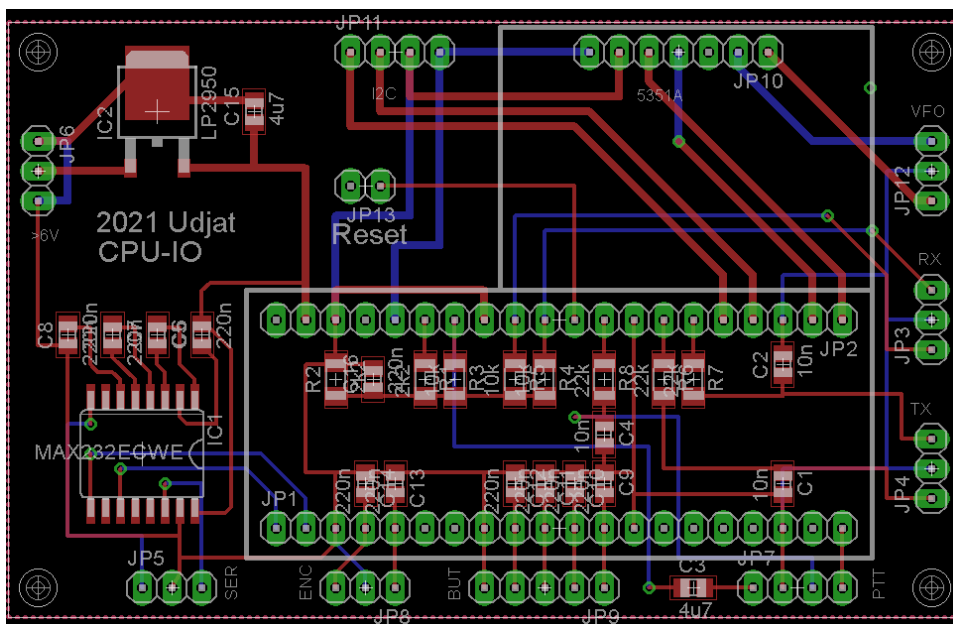 JP11
I2C
5351A
JP10
IC2
LP2950
C15
4u7
JP6
VFO
JP12
>6V
2021 Udjat
CPU-IO
JP13
Reset
RX
JP3
C8
220n
JP2
R2
220n
R3
10k
R4
22k
R8
22k
R7
C2
10n
TX
JP4
MAX232ECWE
IC1
10n
C4
JP1
220n
C13
220n
C9
10n
C1
JP5
SER
ENC
JP8
BUT
JP9
C3
4u7
JP7
PTT